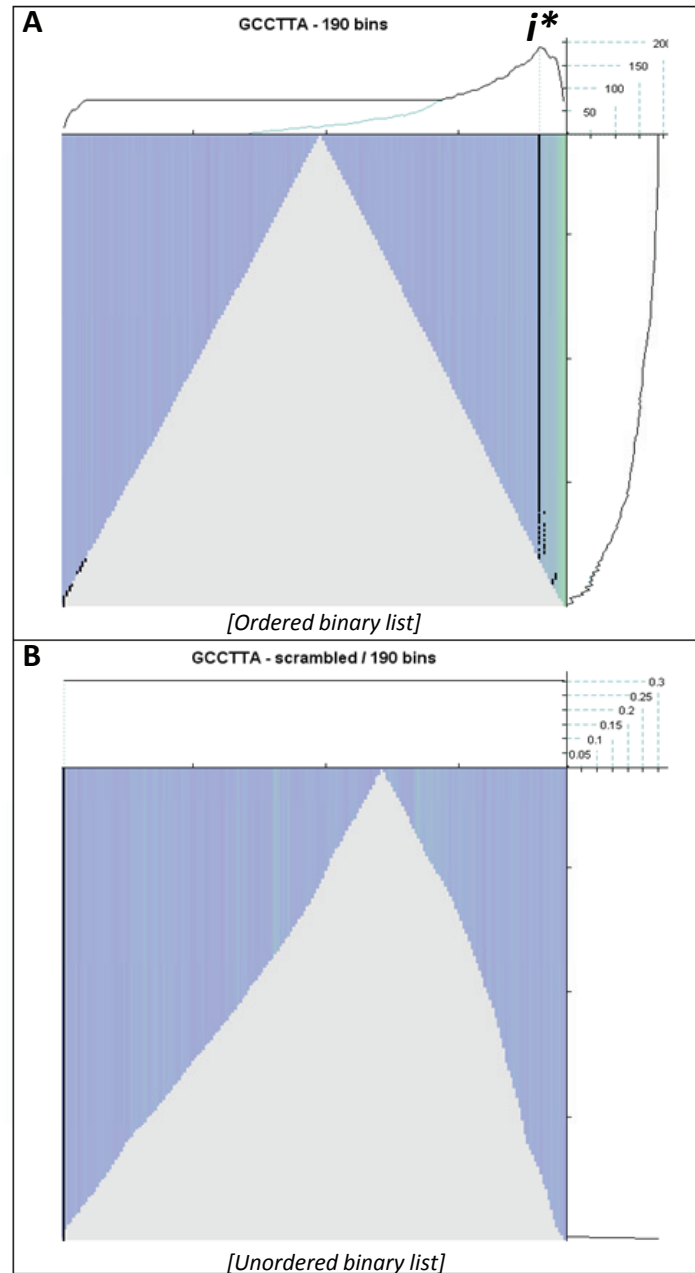 A
GCCTTA - 190 bins
i*
150
100
50
[Ordered binary list]
B
GCCTTA - scrambled / 190 bins
0.3
0.25
0.2
0.15
0.1
0.05
[Unordered binary list]